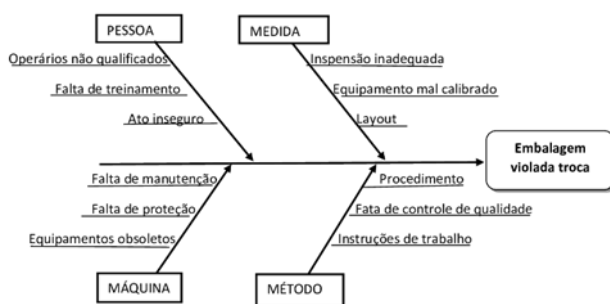 PESSOA
MEDIDA
Operários não qualificados
Falta de treinamento
Ato inseguro
Inspensão inadequada
Equipamento mal calibrado
Layout
Embalagem
violada troca
Falta de manutenção
Falta de proteção
Equipamentos obsoletos
Procedimento
Fata de controle de qualidade
Instruções de trabalho
MÁQUINA
MÉTODO